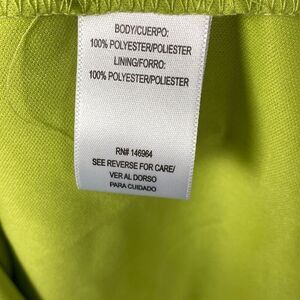 BODY/CUERPO:
100% POLYESTER/POLIESTER
LINING/FORRO:
100% POLYESTER/POLIESTER
RN# 146964
SEE REVERSE FOR CARE/
VER AL DORSO
PARA CUIDADO